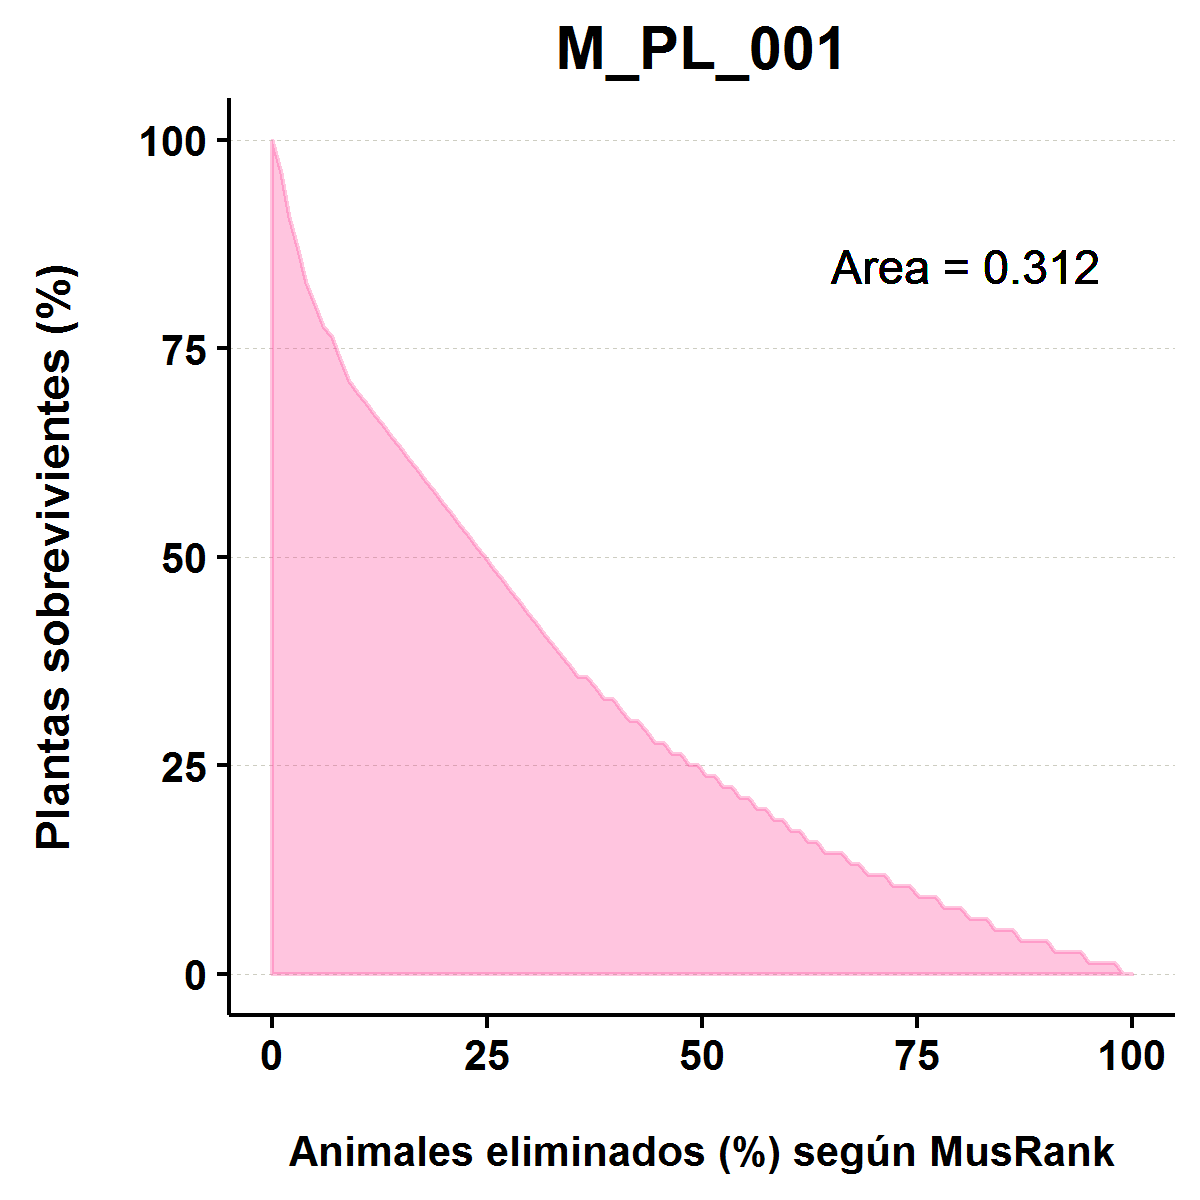 M_PL_001
Area = 0.312
Plantas sobrevivientes (%)
100
75
50
25
0
0 25 50 75 100
Animales eliminados (%) según MusRank